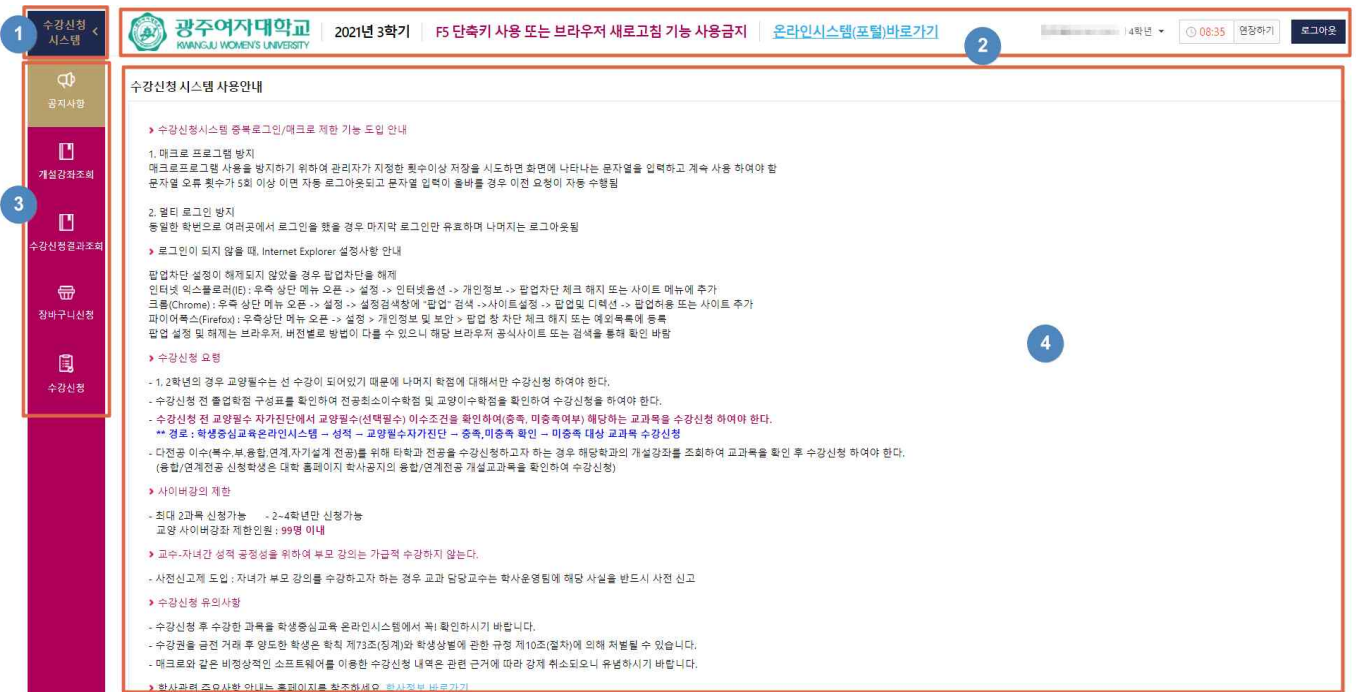 1
수강신청
시스템
광주여자대학교
KWANGJU WOMEN'S UNIVERSITY
2021년 3학기
F5 단축키 사용 또는 브라우저 새로고침 기능 사용금지
온라인시스템(포털)바로가기
2
4학년
08:35
연장하기
로그아웃
3
공지사항
개설강좌조회
수강신청결과조회
장바구니신청
수강신청
수강신청 시스템 사용안내
수강신청시스템 중복로그인/매크로 제한 기능 도입 안내
1. 매크로 프로그램 방지
매크로프로그램 사용을 방지하기 위하여 관리자가 지정한 횟수이상 저장을 시도하면 화면에 나타나는 문자열을 입력하고 계속 사용 하여야 함
문자열 오류 횟수가 5회 이상 이면 자동 로그아웃되고 문자열 입력이 올바를 경우 이전 요청이 자동 수행됨
2. 멀티 로그인 방지
동일한 학번으로 여러곳에서 로그인을 했을 경우 마지막 로그인만 유효하며 나머지는 로그아웃됨
로그인이 되지 않을 때, Internet Explorer 설정사항 안내
팝업차단 설정이 해제되지 않았을 경우 팝업차단을 해제
인터넷 익스플로러(IE) : 우측 상단 메뉴 오픈 -> 설정 -> 인터넷옵션 -> 개인정보 -> 팝업차단 체크 해지 또는 사이트 메뉴에 추가
크롬(Chrome) : 우측 상단 메뉴 오픈 -> 설정 -> 설정검색창에 "팝업" 검색 ->사이트설정 -> 팝업및 디렉션 -> 팝업허용 또는 사이트 추가
파이어폭스(Firefox) : 우측상단 메뉴 오픈 -> 설정 > 개인정보 및 보안 > 팝업 창 차단 체크 해지 또는 예외목록에 등록
팝업 설정 및 해제는 브라우저, 버전별로 방법이 다를 수 있으니 해당 브라우저 공식사이트 또는 검색을 통해 확인 바람
4
수강신청 요령
- 1, 2학년의 경우 교양필수는 선 수강이 되어있기 때문에 나머지 학점에 대해서만 수강신청 하여야 한다.
- 수강신청 전 졸업학점 구성표를 확인하여 전공최소이수학점 및 교양이수학점을 확인하여 수강신청을 하여야 한다.
- 수강신청 전 교양필수 자가진단에서 교양필수(선택필수) 이수조건을 확인하여(충족, 미충족여부) 해당하는 교과목을 수강신청 하여야 한다.
** 경로 : 학생중심교육온라인시스템 → 성적 → 교양필수자가진단 → 충족,미충족 확인 → 미충족 대상 교과목 수강신청
- 다전공 이수(복수,부,융합,연계,자기설계 전공)를 위해 타학과 전공을 수강신청하고자 하는 경우 해당학과의 개설강좌를 조회하여 교과목을 확인 후 수강신청 하여야 한다.
(융합/연계전공 신청학생은 대학 홈페이지 학사공지의 융합/연계전공 개설교과목을 확인하여 수강신청)
사이버강의 제한
- 최대 2과목 신청가능 - 2~4학년만 신청가능
교양 사이버강좌 제한인원 : 99명 이내
교수-자녀간 성적 공정성을 위하여 부모 강의는 가급적 수강하지 않는다.
- 사전신고제 도입 : 자녀가 부모 강의를 수강하고자 하는 경우 교과 담당교수는 학사운영팀에 해당 사실을 반드시 사전 신고
수강신청 유의사항
- 수강신청 후 수강한 과목을 학생중심교육 온라인시스템에서 꼭! 확인하시기 바랍니다.
- 수강권을 금전 거래 후 양도한 학생은 학칙 제73조(징계)와 학생상벌에 관한 규정 제10조(절차)에 의해 처벌될 수 있습니다.
- 매크로와 같은 비정상적인 소프트웨어를 이용한 수강신청 내역은 관련 근거에 따라 강제 취소되오니 유념하시기 바랍니다.
학사관련 주요사항 안내는 홈페이지를 참조하세요. 학사정보 바로가기